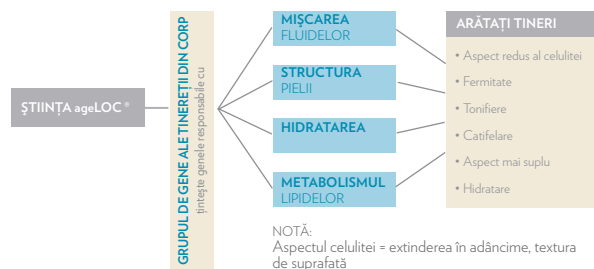 ȘTIINȚA ageLOC®
GRUPUL DE GENE ALE TINEREȚII DIN CORP
țintește genele responsabile cu
MIȘCAREA
FLUIDELOR
STRUCTURA
PIELII
HIDRATAREA
METABOLISMUL
LIPIDELOR
ARĂTAȚI TINERI
• Aspect redus al celulitei
• Fermitate
• Tonifiere
• Catifelare
• Aspect mai suplu
• Hidratare
NOTĂ:
Aspectul celulitei = extinderea în adâncime, textura
de suprafață